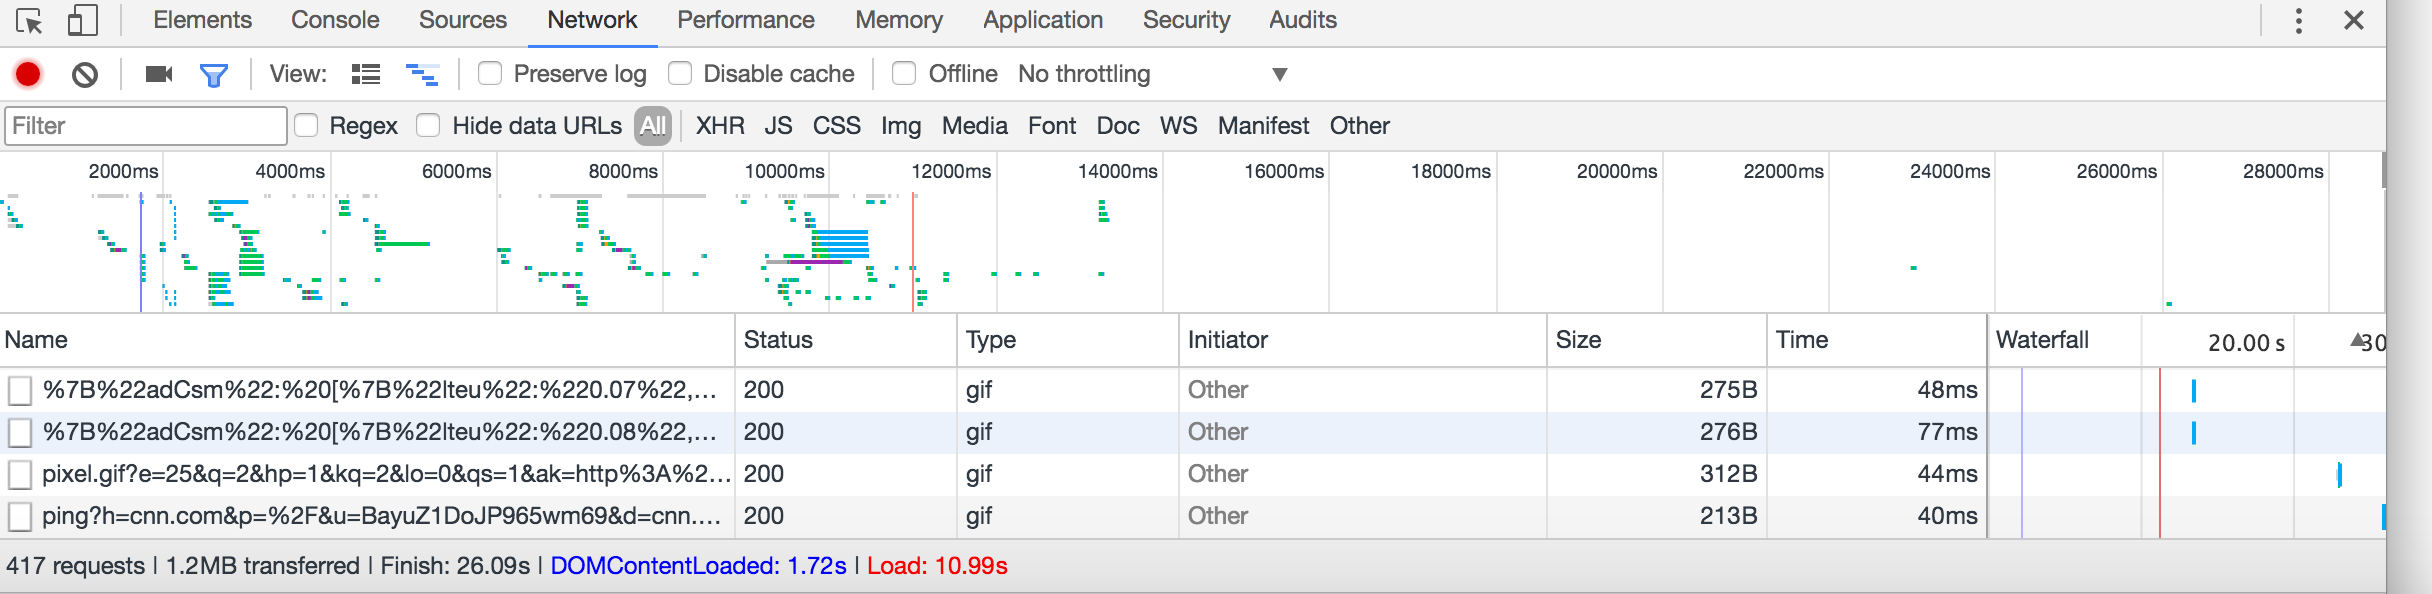 Elements Console Sources Network Performance Memory Application Security Audits
View: Preserve log Disable cache Offline No throttling
Filter Regex Hide data URLs All XHR JS CSS Img Media Font Doc WS Manifest Other
2000ms 4000ms 6000ms 8000ms 10000ms 12000ms 14000ms 16000ms 18000ms 20000ms 22000ms 24000ms 26000ms 28000ms
Name Status Type Initiator Size Time Waterfall 20.00 s 30
%7B%22adCsm%22:%20[%7B%22lteu%22:%220.07%22,... 200 gif Other 275B 48ms
%7B%22adCsm%22:%20[%7B%22lteu%22:%220.08%22,... 200 gif Other 276B 77ms
pixel.gif?e=25&q=2&hp=1&kq=2&lo=0&qs=1&ak=http%3A%2... 200 gif Other 312B 44ms
ping?h=cnn.com&p=%2F&u=BayuZ1DoJP965wm69&d=cnn.... 200 gif Other 213B 40ms
417 requests | 1.2MB transferred | Finish: 26.09s | DOMContentLoaded: 1.72s | Load: 10.99s